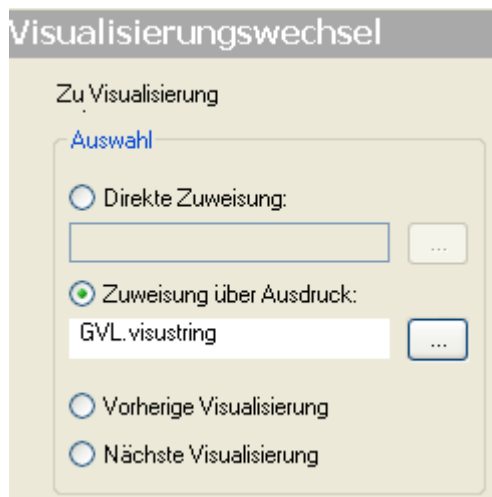 Visualisierungswechsel
Zu Visualisierung
Auswahl
Direkte Zuweisung:
...
Zuweisung über Ausdruck:
GVL.visustring
...
Vorherige Visualisierung
Nächste Visualisierung